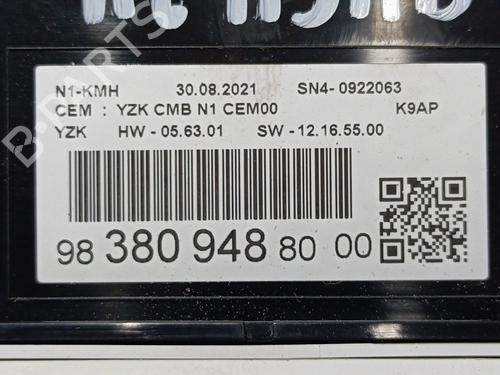 N1-KMH 30.08.2021 SN4- 0922063
CEM : YZK CMB N1 CEM00 K9AP
YZK HW - 05.63.01 SW - 12.16.55.00
98 380 948 80 00
B-PARTS